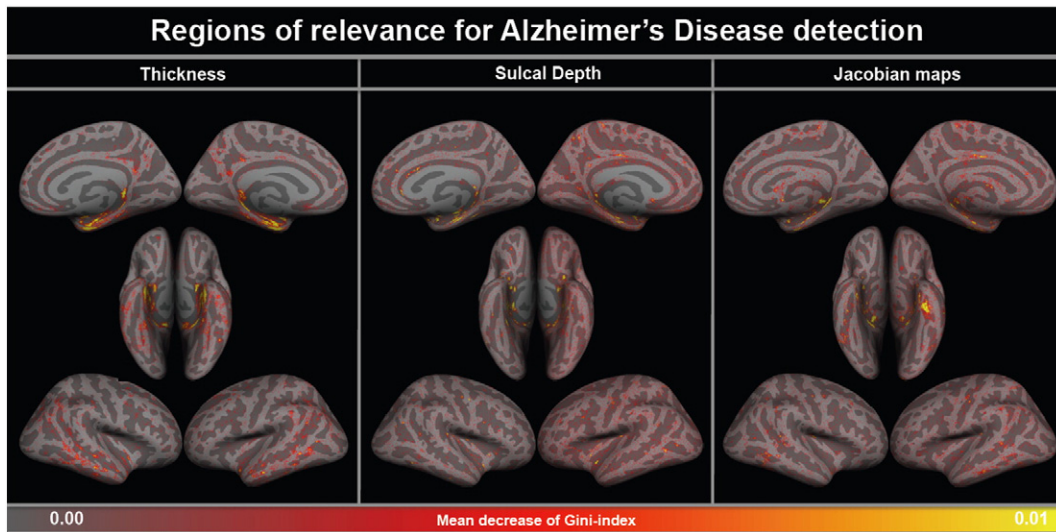 Regions of relevance for Alzheimer's Disease detection
Thickness
Sulcal Depth
Jacobian maps
0.00
Mean decrease of Gini-index
0.01